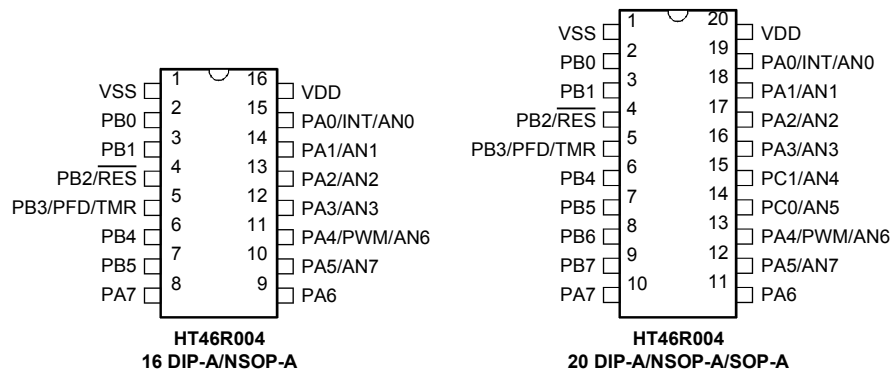 VSS 1 16 VDD
PB0 2 15 PA0/INT/AN0
PB1 3 14 PA1/AN1
PB2/RES 4 13 PA2/AN2
PB3/PFD/TMR 5 12 PA3/AN3
PB4 6 11 PA4/PWM/AN6
PB5 7 10 PA5/AN7
PA7 8 9 PA6
HT46R004
16 DIP-A/NSOP-A
VSS 1 20 VDD
PB0 2 19 PA0/INT/AN0
PB1 3 18 PA1/AN1
PB2/RES 4 17 PA2/AN2
PB3/PFD/TMR 5 16 PA3/AN3
PB4 6 15 PC1/AN4
PB5 7 14 PC0/AN5
PB6 8 13 PA4/PWM/AN6
PB7 9 12 PA5/AN7
PA7 10 11 PA6
HT46R004
20 DIP-A/NSOP-A/SOP-A